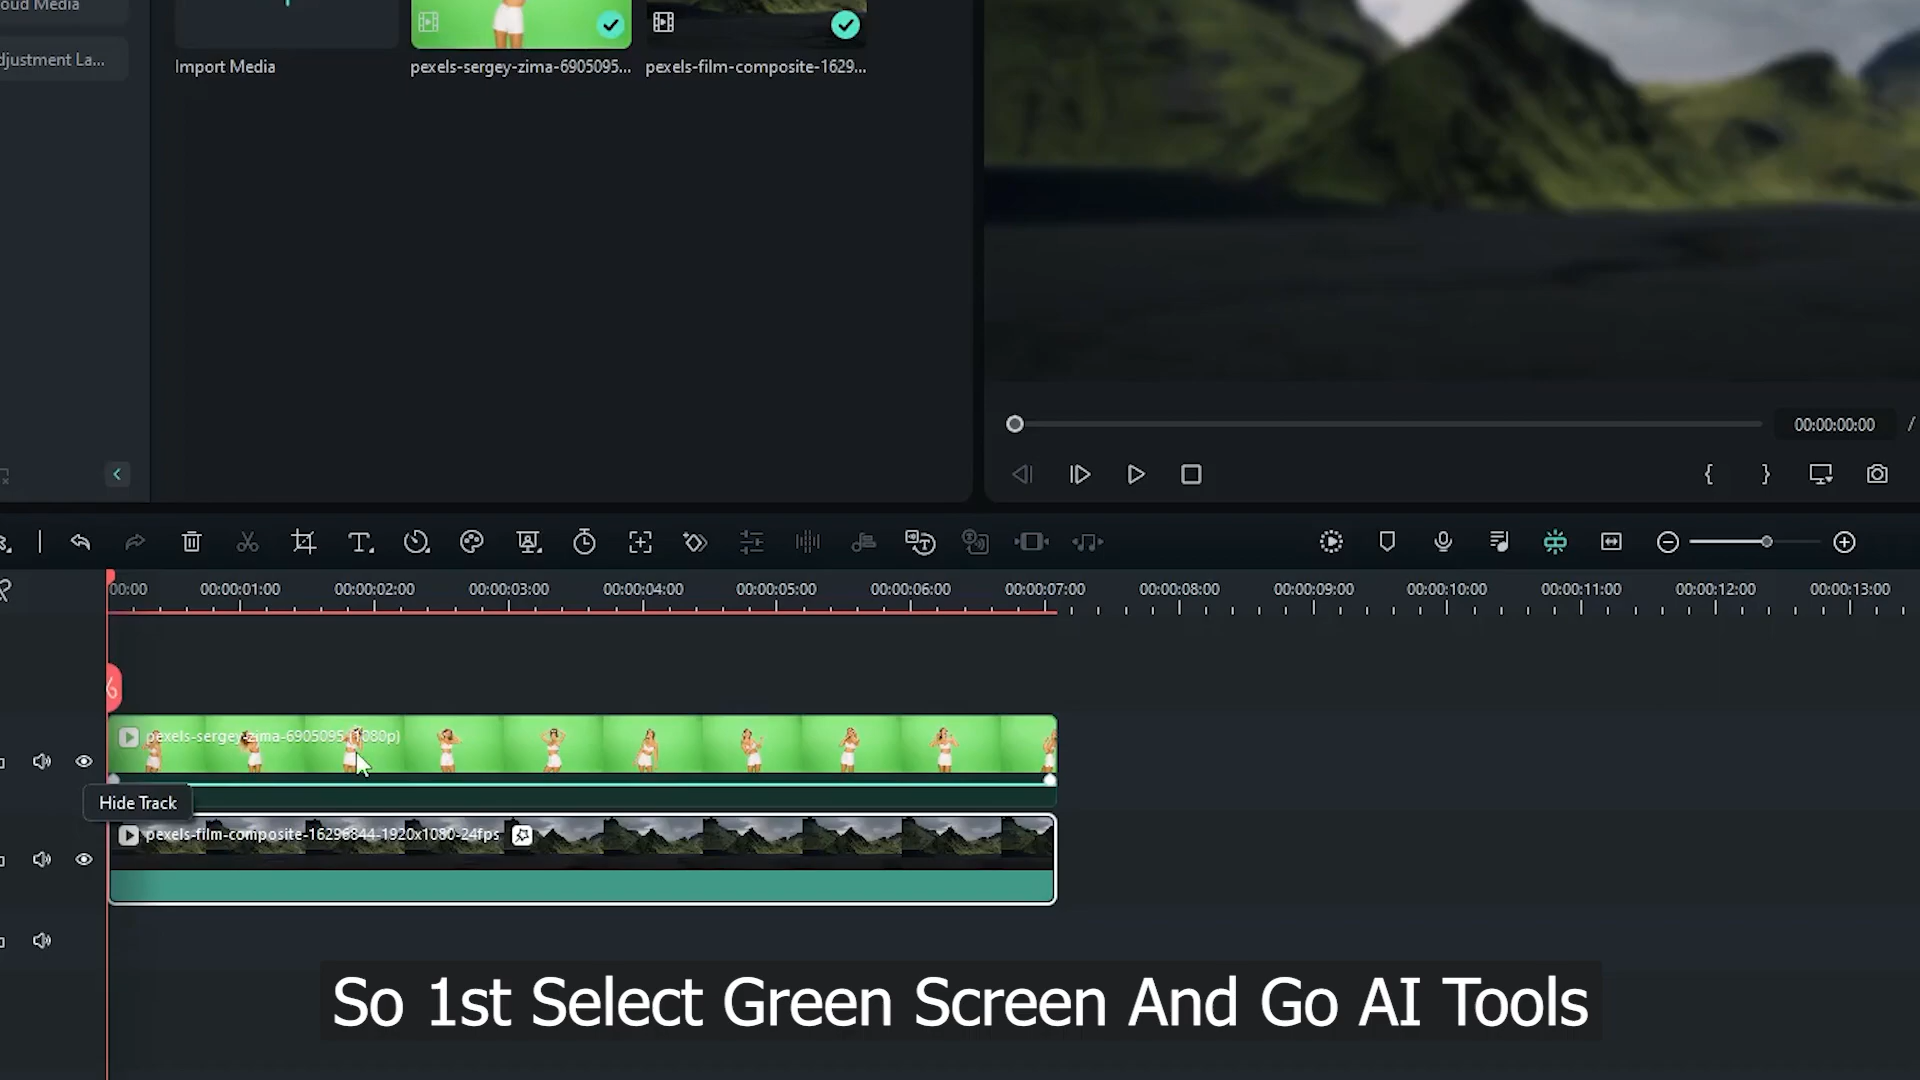 oud Media
djustment La...
Import Media
pexels-sergey-zima-6905095...
pexels-film-composite-1629...
00:00:00:00 /
00:00
00:00:01:00
00:00:02:00
00:00:03:00
00:00:04:00
00:00:05:00
00:00:06:00
00:00:07:00
00:00:08:00
00:00:09:00
00:00:10:00
00:00:11:00
00:00:12:00
00:00:13:00
pexels-sergey-zima-6905095 (1080p)
Hide Track
pexels-film-composite-16296844-1920x1080-24fps
So 1st Select Green Screen And Go AI Tools